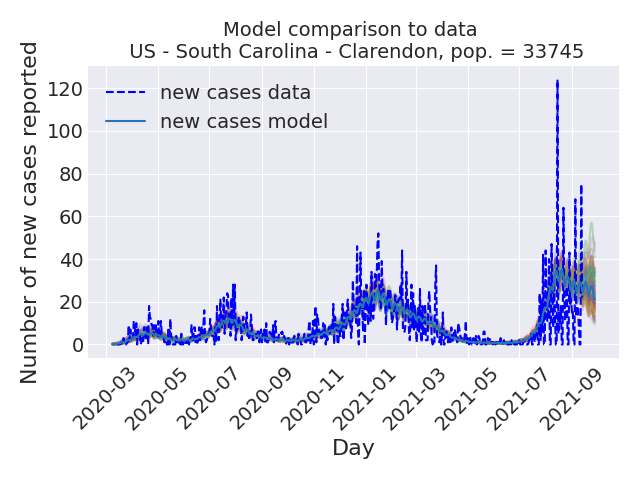 Model comparison to data
US - South Carolina - Clarendon, pop. = 33745
Number of new cases reported
120
100
80
60
40
20
0
new cases data
new cases model
2020-03
2020-05
2020-07
2020-09
2020-11
2021-01
2021-03
2021-05
2021-07
2021-09
Day